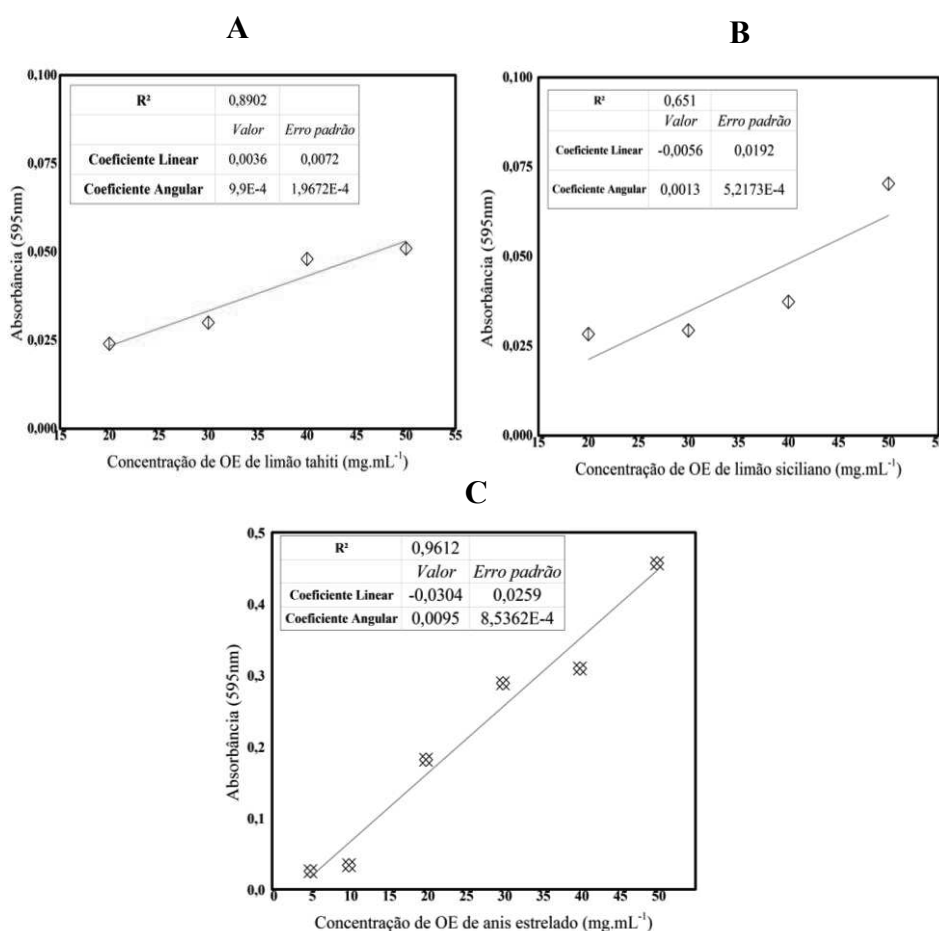 A
0,100
R² 0,8902
Valor Erro padrão
Coeficiente Linear 0,0036 0,0072
Coeficiente Angular 9,9E-4 1,9672E-4
0,075
0,050
0,025
0,000
Absorbância (595nm)
15 20 25 30 35 40 45 50 55
Concentração de OE de limão tahiti (mg.mL⁻¹)
B
0,100
R² 0,651
Valor Erro padrão
Coeficiente Linear -0,0056 0,0192
Coeficiente Angular 0,0013 5,2173E-4
0,075
0,050
0,025
0,000
Absorbância (595nm)
15 20 25 30 35 40 45 50
Concentração de OE de limão siciliano (mg.mL⁻¹)
C
0,5
R² 0,9612
Valor Erro padrão
Coeficiente Linear -0,0304 0,0259
Coeficiente Angular 0,0095 8,5362E-4
0,4
0,3
0,2
0,1
0,0
Absorbância (595nm)
0 5 10 20 30 40 50
Concentração de OE de anis estrelado (mg.mL⁻¹)